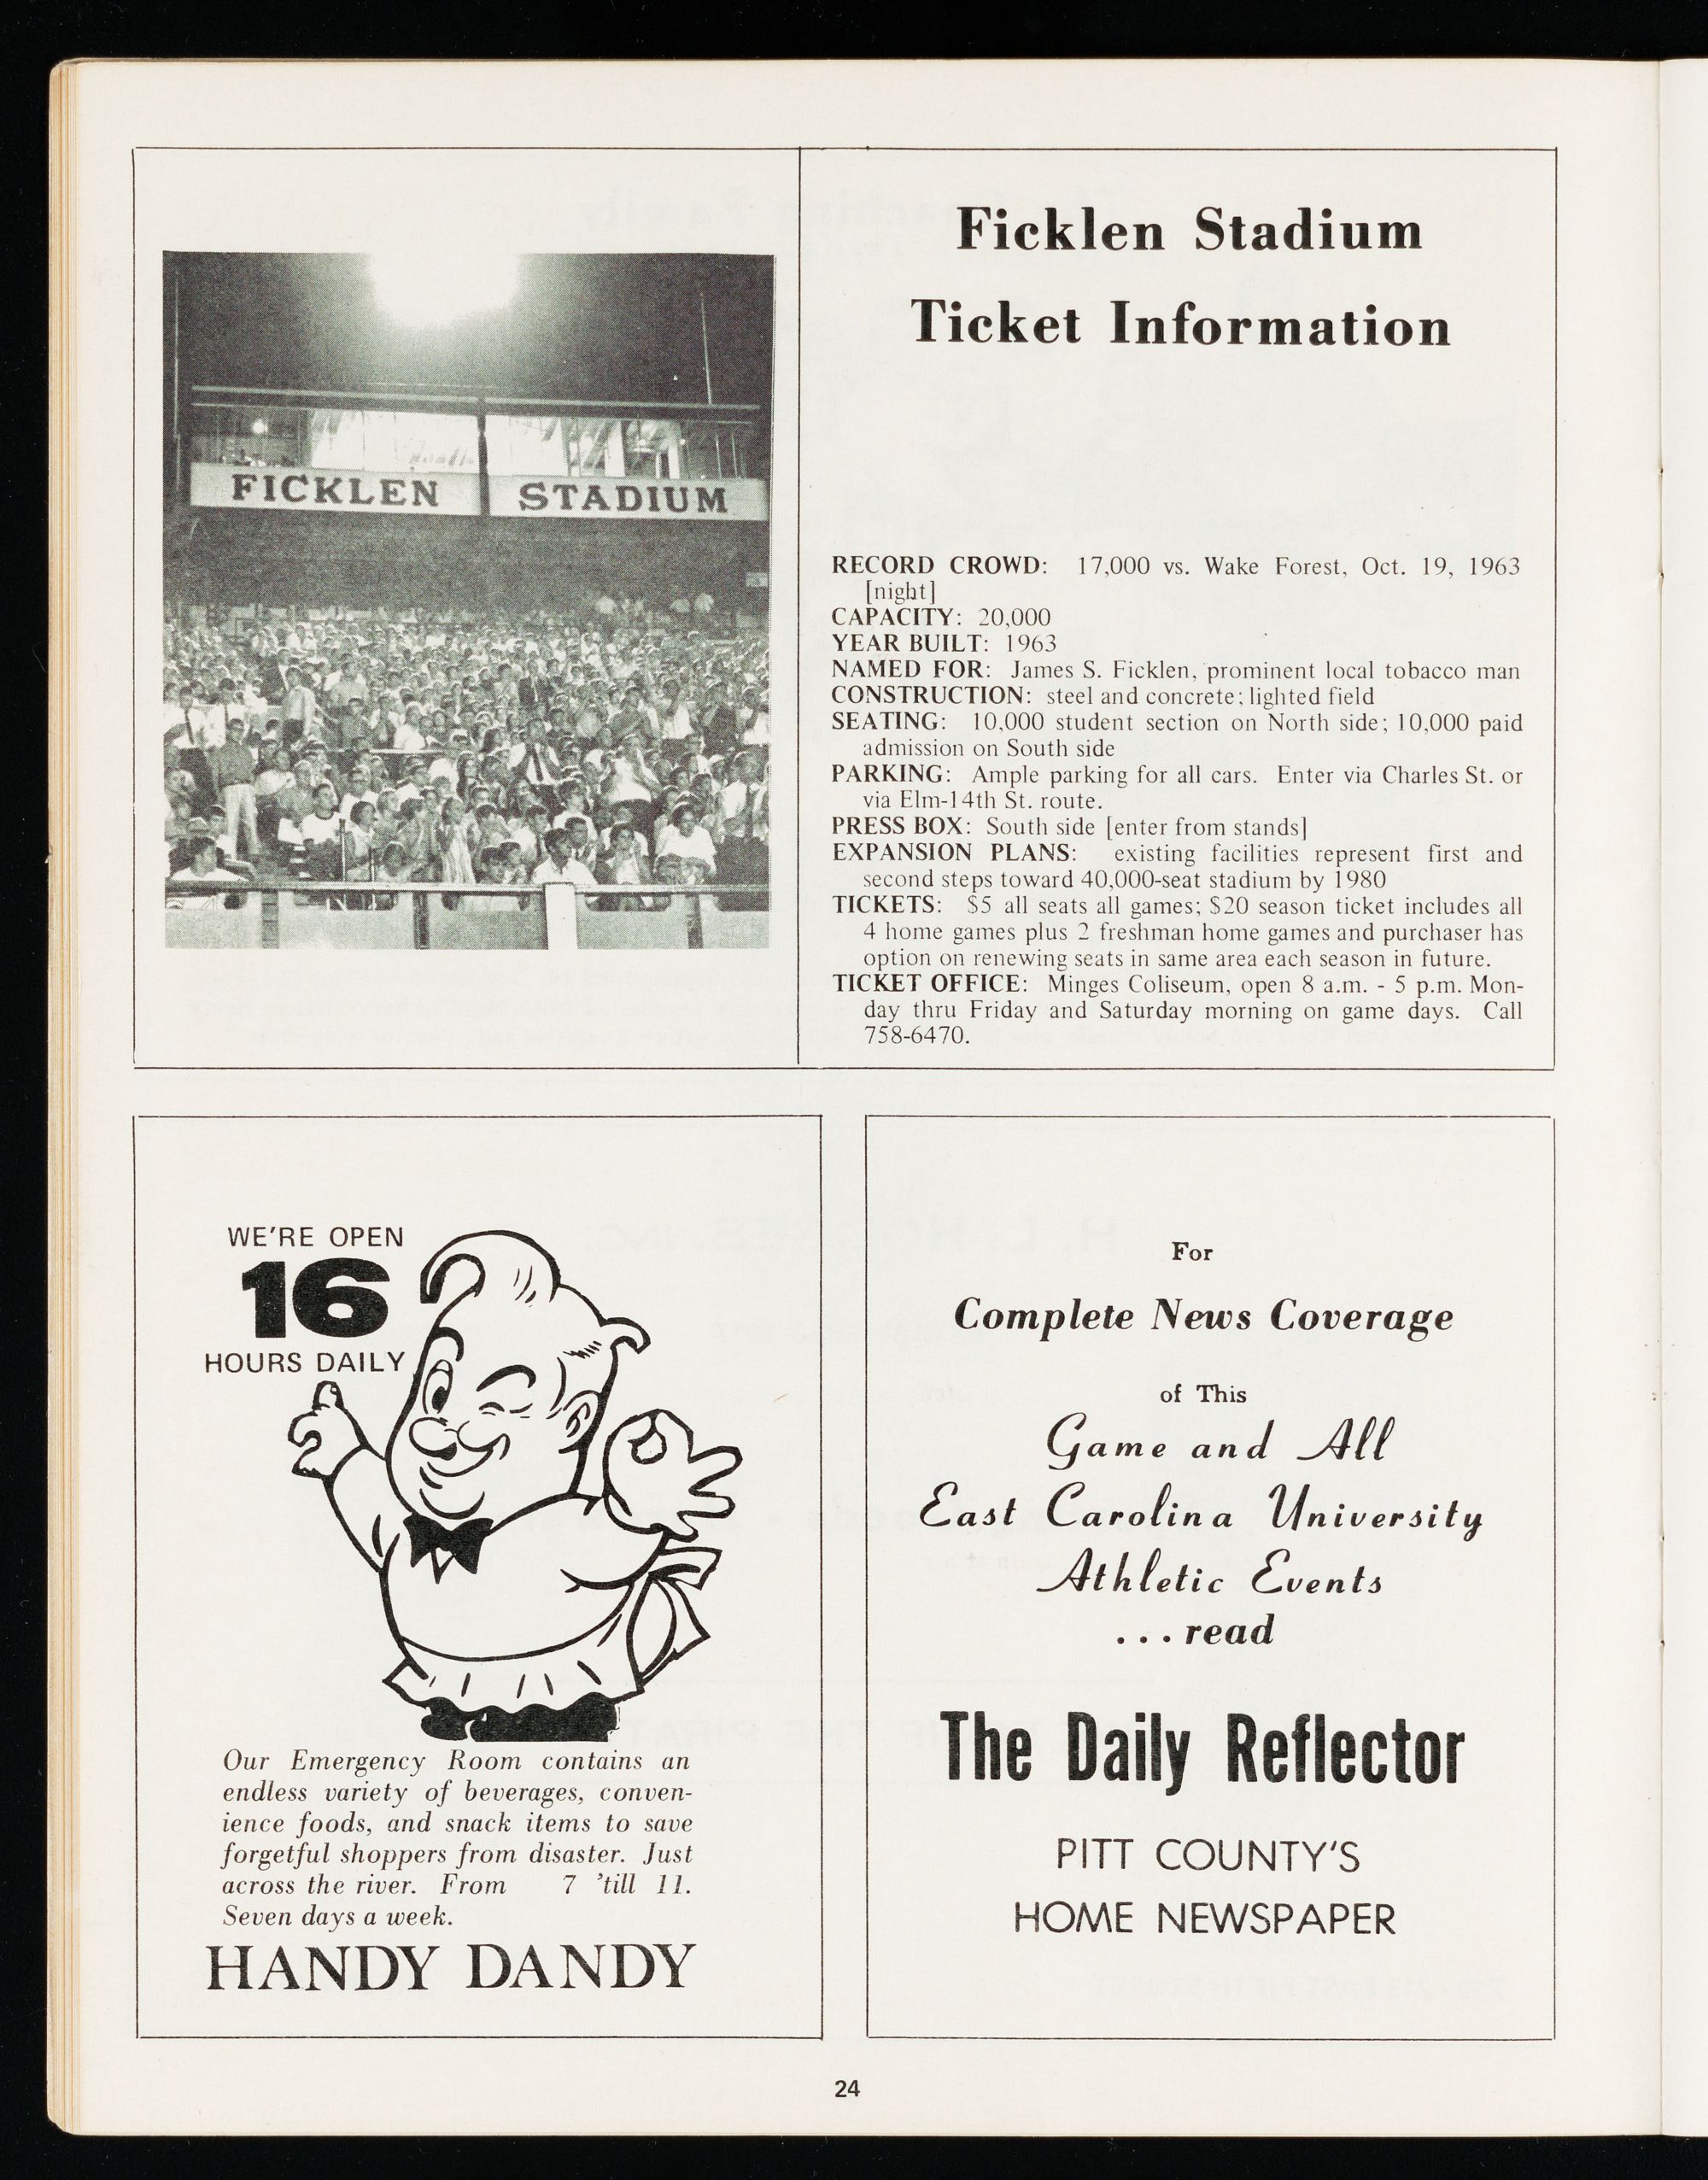 FICKLEN STADIUM
Ficklen Stadium
Ticket Information
RECORD CROWD: 17,000 vs. Wake Forest, Oct. 19, 1963
[night]
CAPACITY: 20,000
YEAR BUILT: 1963
NAMED FOR: James S. Ficklen, prominent local tobacco man
CONSTRUCTION: steel and concrete; lighted field
SEATING: 10,000 student section on North side; 10,000 paid
admission on South side
PARKING: Ample parking for all cars. Enter via Charles St. or
via Elm-14th St. route.
PRESS BOX: South side [enter from stands]
EXPANSION PLANS: existing facilities represent first and
second steps toward 40,000-seat stadium by 1980
TICKETS: $5 all seats all games; $20 season ticket includes all
4 home games plus 2 freshman home games and purchaser has
option on renewing seats in same area each season in future.
TICKET OFFICE: Minges Coliseum, open 8 a.m. - 5 p.m. Mon-
day thru Friday and Saturday morning on game days. Call
758-6470.
WE'RE OPEN
16
HOURS DAILY
Our Emergency Room contains an
endless variety of beverages, conven-
ience foods, and snack items to save
forgetful shoppers from disaster. Just
across the river. From 7 'till 11.
Seven days a week.
HANDY DANDY
For
Complete News Coverage
of This
Game and All
East Carolina University
Athletic Events
... read
The Daily Reflector
PITT COUNTY'S
HOME NEWSPAPER
24